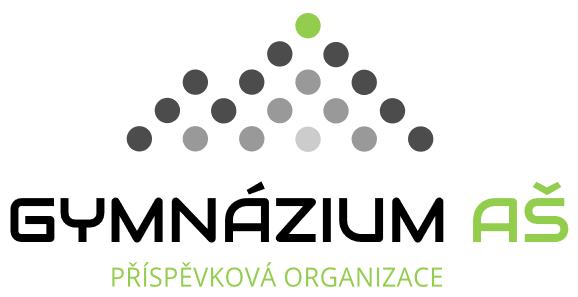 GYMNÁZIUM AŠ
PŘÍSPĚVKOVÁ ORGANIZACE